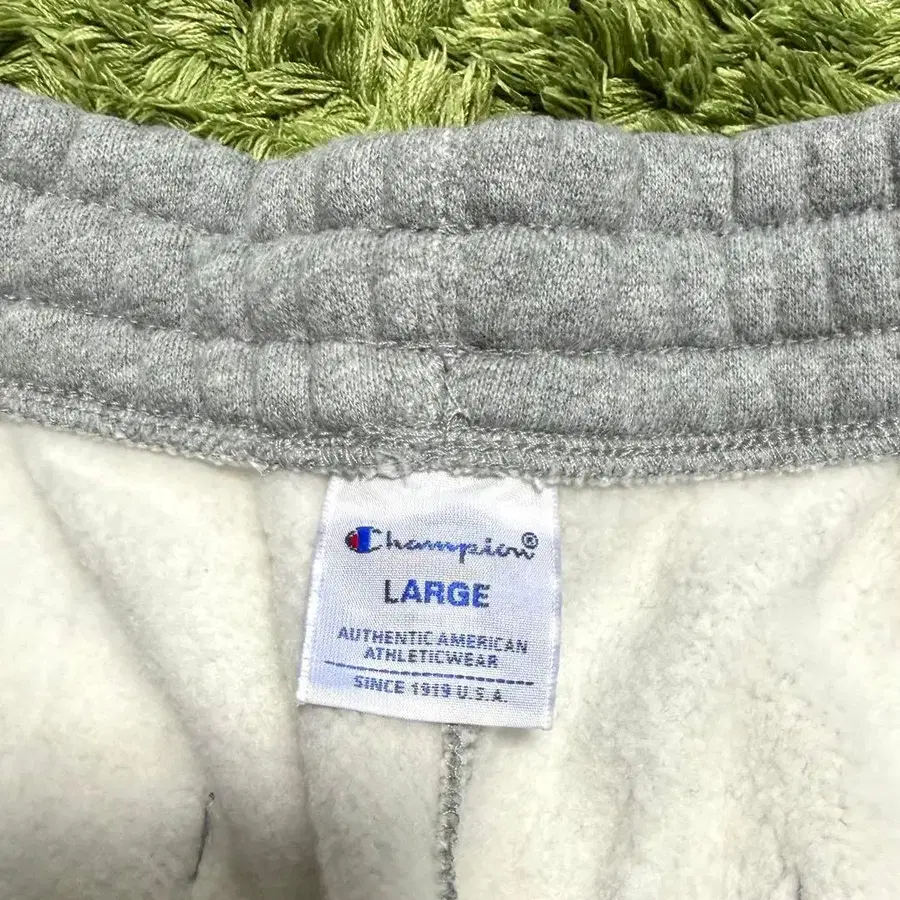 Champion®
LARGE
AUTHENTIC AMERICAN
ATHLETICWEAR
SINCE 1919 U.S.A.